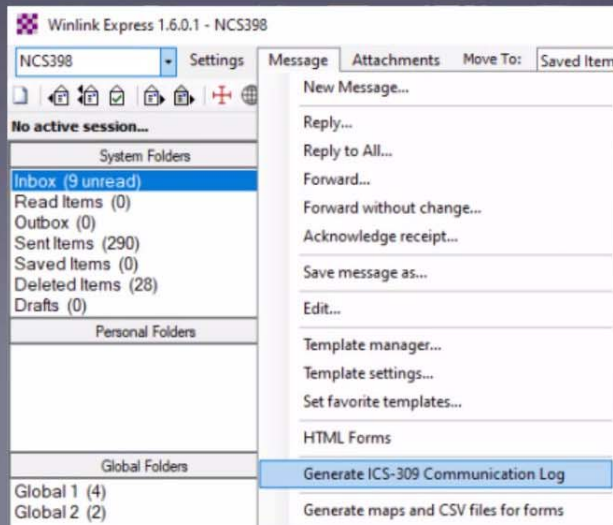 Winlink Express 1.6.0.1 - NCS398
NCS398 Settings Message Attachments Move To: Saved Item
No active session...
System Folders
Inbox (9 unread)
Read Items (0)
Outbox (0)
Sent Items (290)
Saved Items (0)
Deleted Items (28)
Drafts (0)
Personal Folders
Global Folders
Global 1 (4)
Global 2 (2)
New Message...
Reply...
Reply to All...
Forward...
Forward without change...
Acknowledge receipt...
Save message as...
Edit...
Template manager...
Template settings...
Set favorite templates...
HTML Forms
Generate ICS-309 Communication Log
Generate maps and CSV files for forms